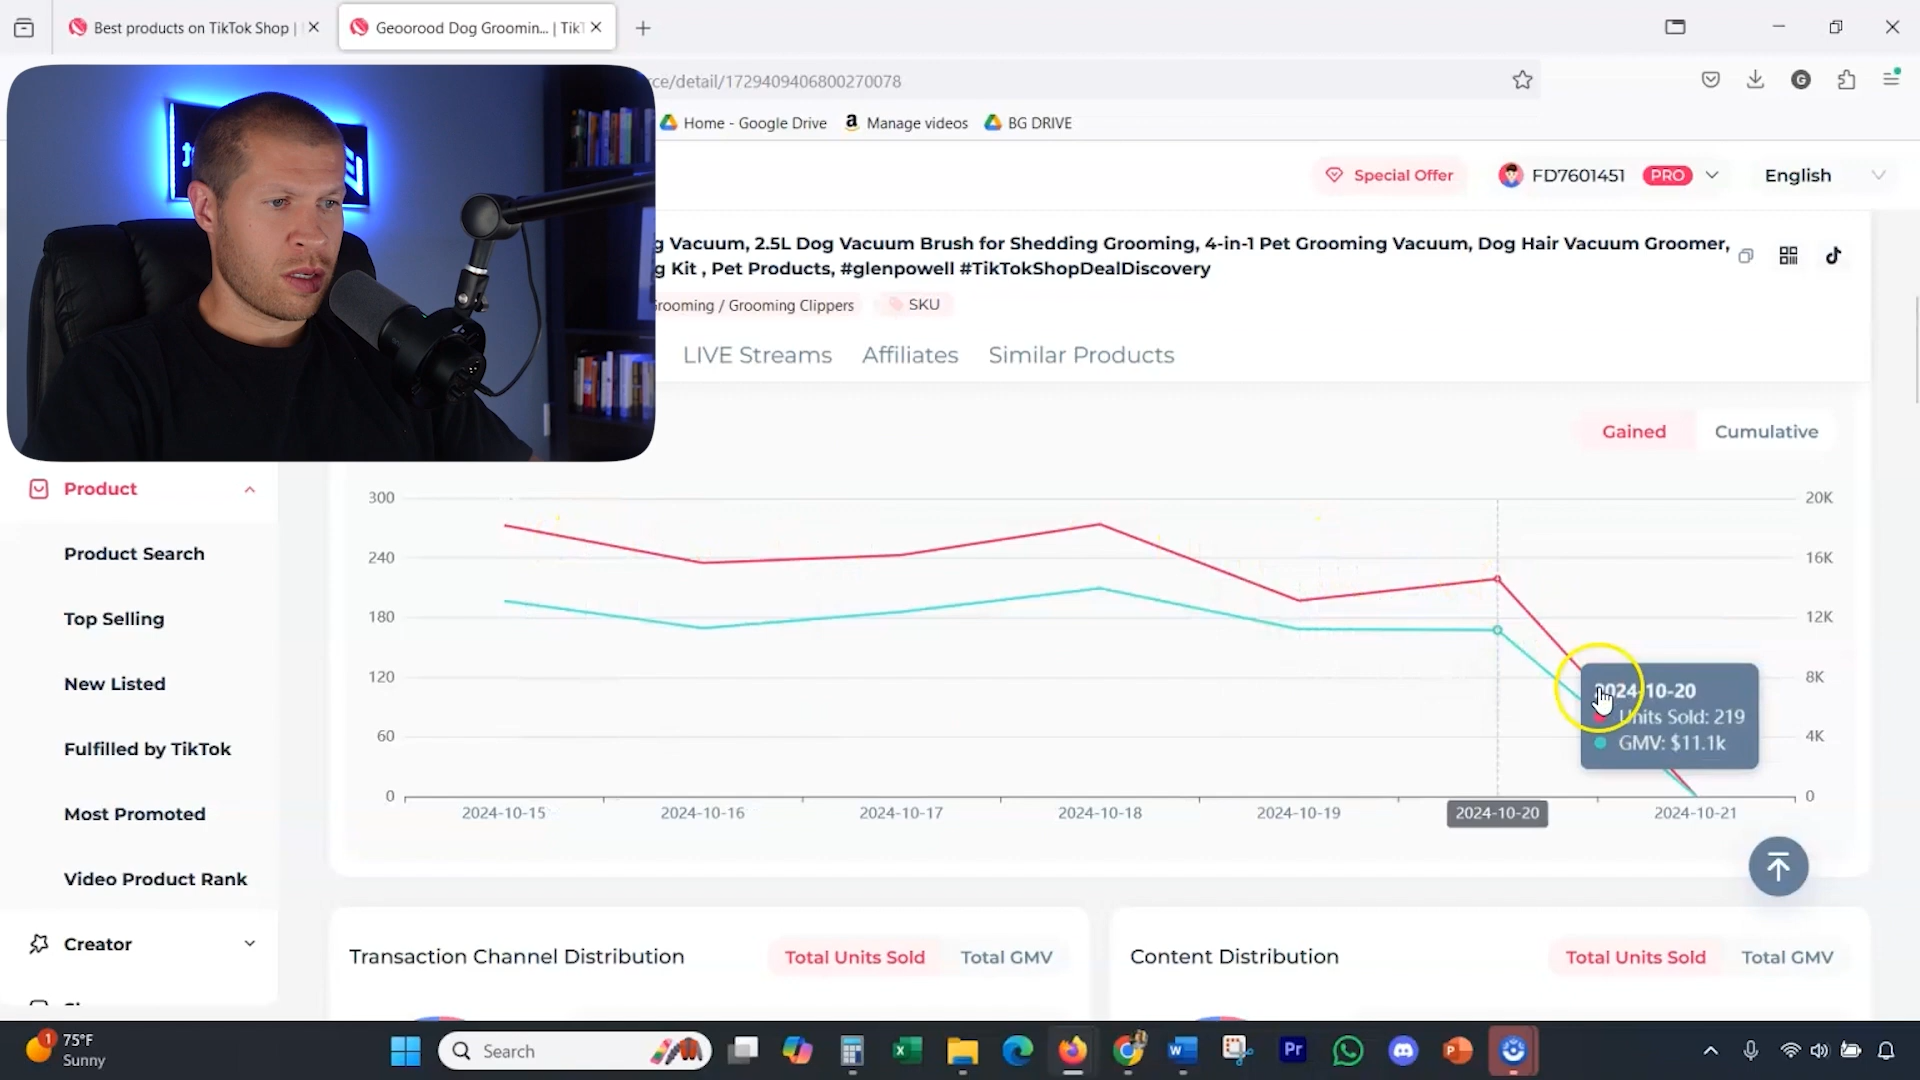 Best products on TikTok Shop |
Geoorood Dog Groomin... | Tik
rce/detail/1729409406800270078
Home - Google Drive
Manage videos
BG DRIVE
Special Offer
FD7601451
PRO
English
g Vacuum, 2.5L Dog Vacuum Brush for Shedding Grooming, 4-in-1 Pet Grooming Vacuum, Dog Hair Vacuum Groomer,
g Kit , Pet Products, #glenpowell #TikTokShopDealDiscovery
Grooming / Grooming Clippers
SKU
LIVE Streams
Affiliates
Similar Products
Gained
Cumulative
Product
Product Search
Top Selling
New Listed
Fulfilled by TikTok
Most Promoted
Video Product Rank
Creator
300
240
180
120
60
0
20K
16K
12K
8K
4K
0
2024-10-20
Units Sold: 219
GMV: $11.1k
2024-10-15
2024-10-16
2024-10-17
2024-10-18
2024-10-19
2024-10-20
2024-10-21
Transaction Channel Distribution
Total Units Sold
Total GMV
Content Distribution
Total Units Sold
Total GMV
1
75°F
Sunny
Search
Pr